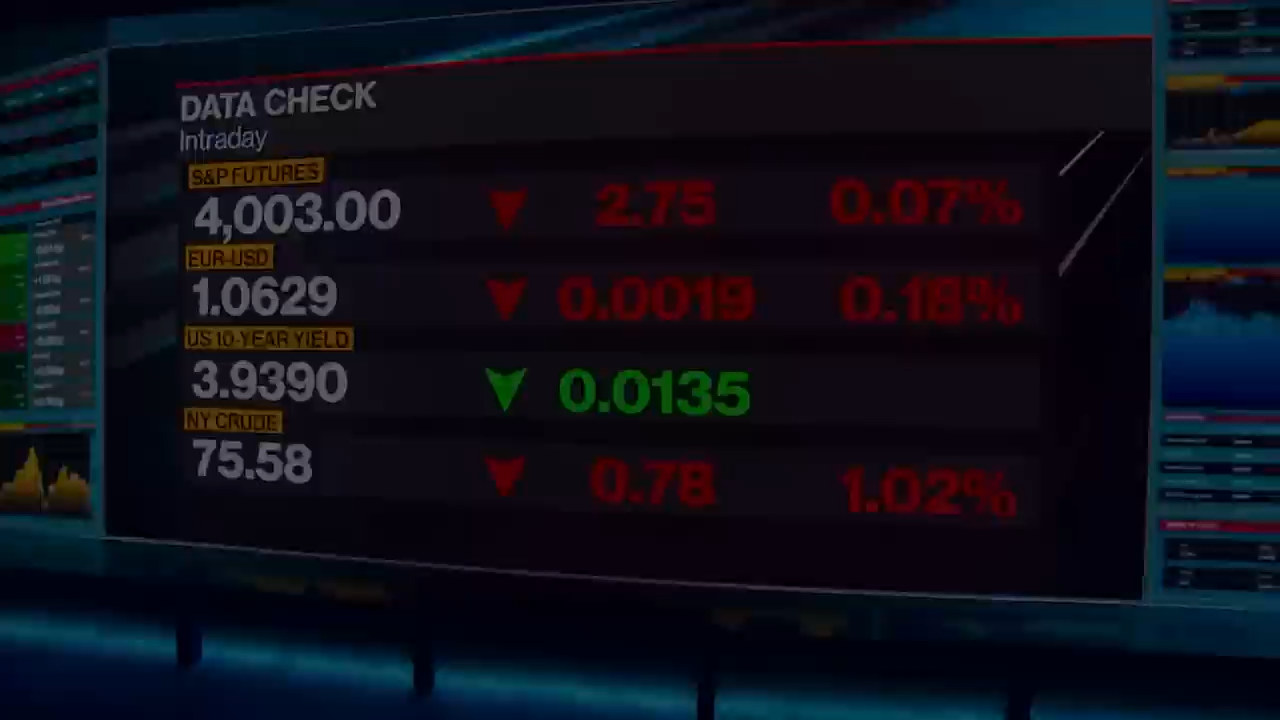 DATA CHECK
Intraday
S&P FUTURES
4,003.00 ▼ 2.75 0.07%
EUR-USD
1.0629 ▼ 0.0019 0.18%
US 10-YEAR YIELD
3.9390 ▼ 0.0135
NY CRUDE
75.58 ▼ 0.78 1.02%